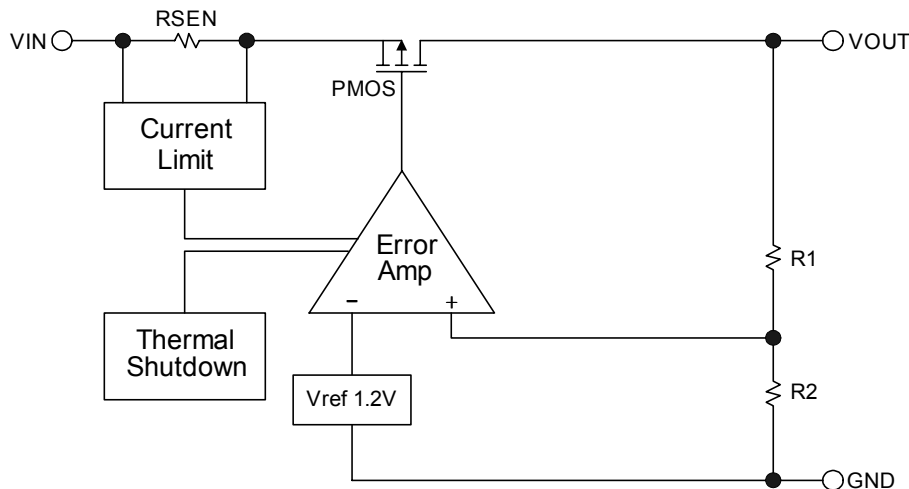 RSEN
VIN
VOUT
PMOS
Current
Limit
Error
Amp
R1
- +
Thermal
Shutdown
Vref 1.2V
R2
GND